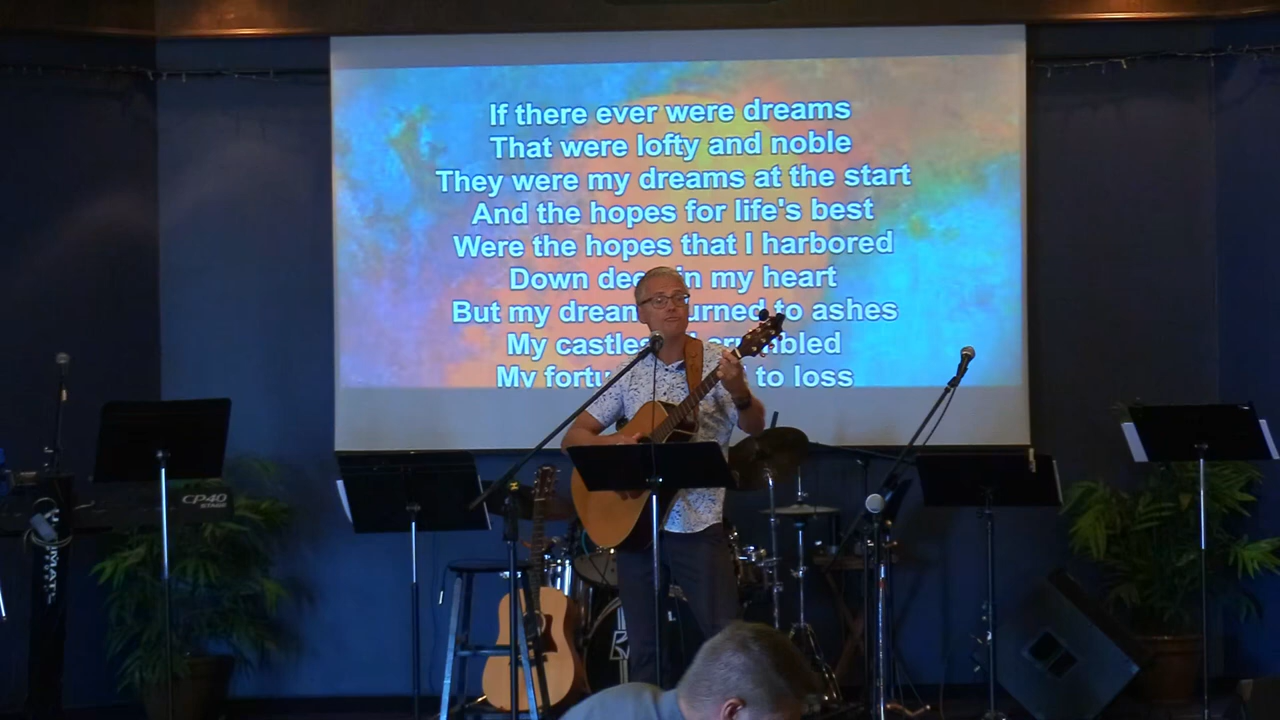 If there ever were dreams
That were lofty and noble
They were my dreams at the start
And the hopes for life's best
Were the hopes that I harbored
Down in my heart
But my to ashes
My
My to loss
CP40
STAGE